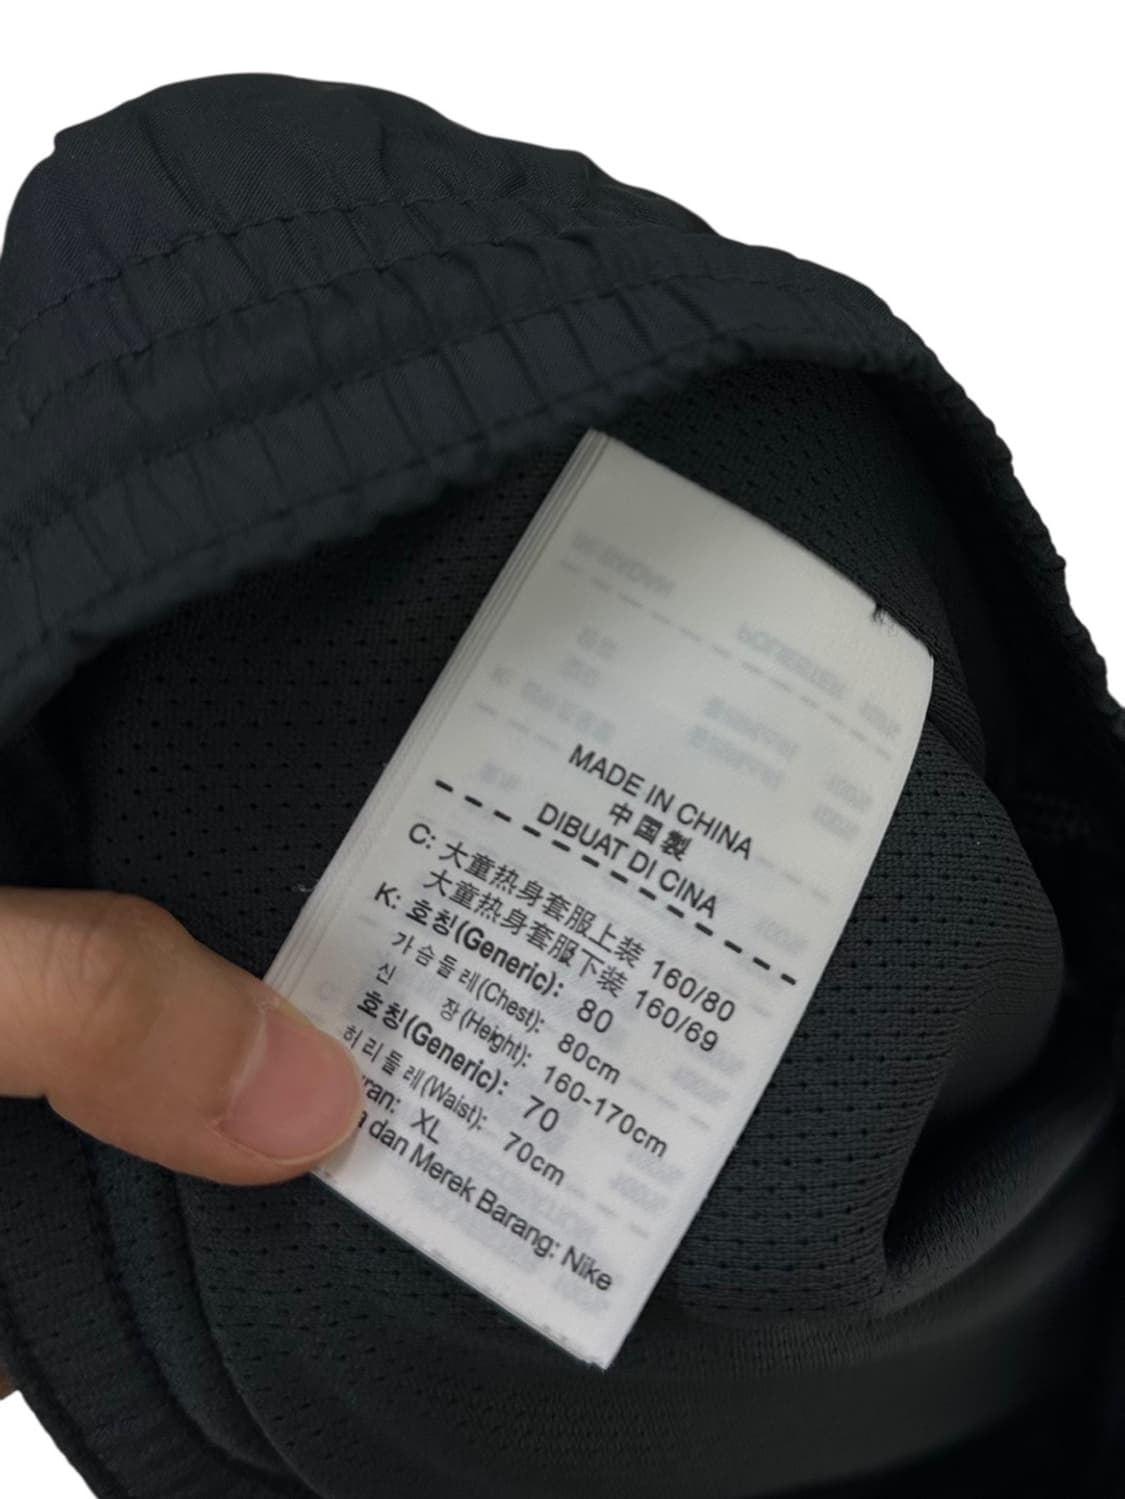 MADE IN CHINA
中国製
DIBUAT DI CINA
C: 大童热身套服上装 160/80
大童热身套服下装 160/69
K: 호칭(Generic): 80
가슴둘레(Chest): 80cm
신 장(Height): 160-170cm
호칭(Generic): 70
허리둘레(Waist): 70cm
ran: XL
dan Merek Barang: Nike